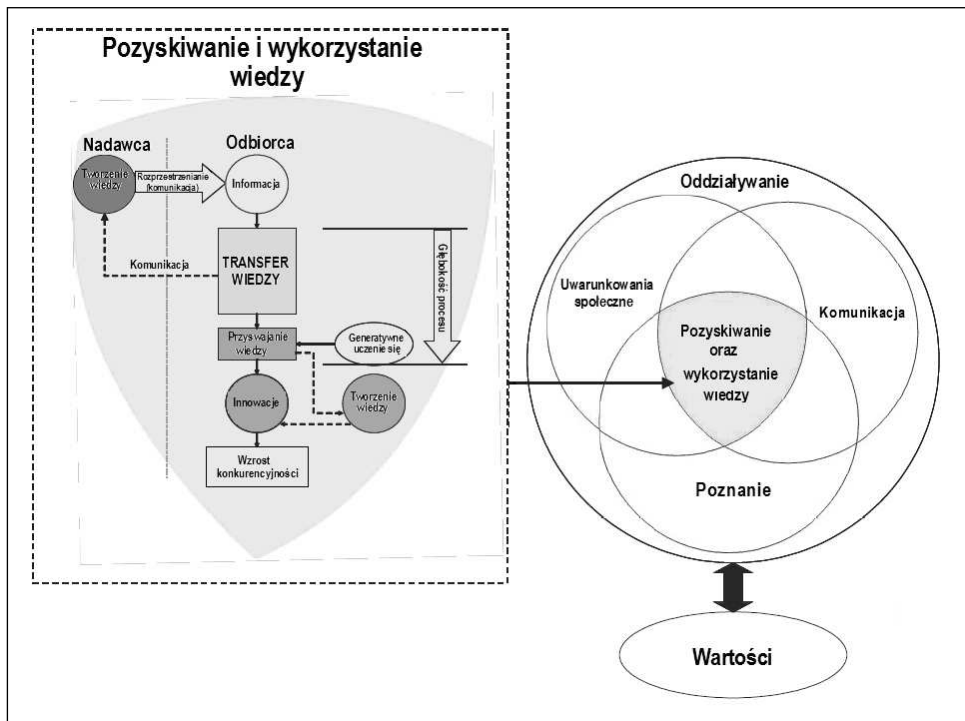 Pozyskiwanie i wykorzystanie
wiedzy
Nadawca
Odbiorca
Tworzenie
wiedzy
Rozprzestrzenianie
(komunikacja)
Informacja
Komunikacja
TRANSFER
WIEDZY
Głębokość procesu
Przyswajanie
wiedzy
Generatywne
uczenie się
Innowacje
Tworzenie
wiedzy
Wzrost
konkurencyjności
Oddziaływanie
Uwarunkowania
społeczne
Komunikacja
Pozyskiwanie
oraz
wykorzystanie
wiedzy
Poznanie
Wartości